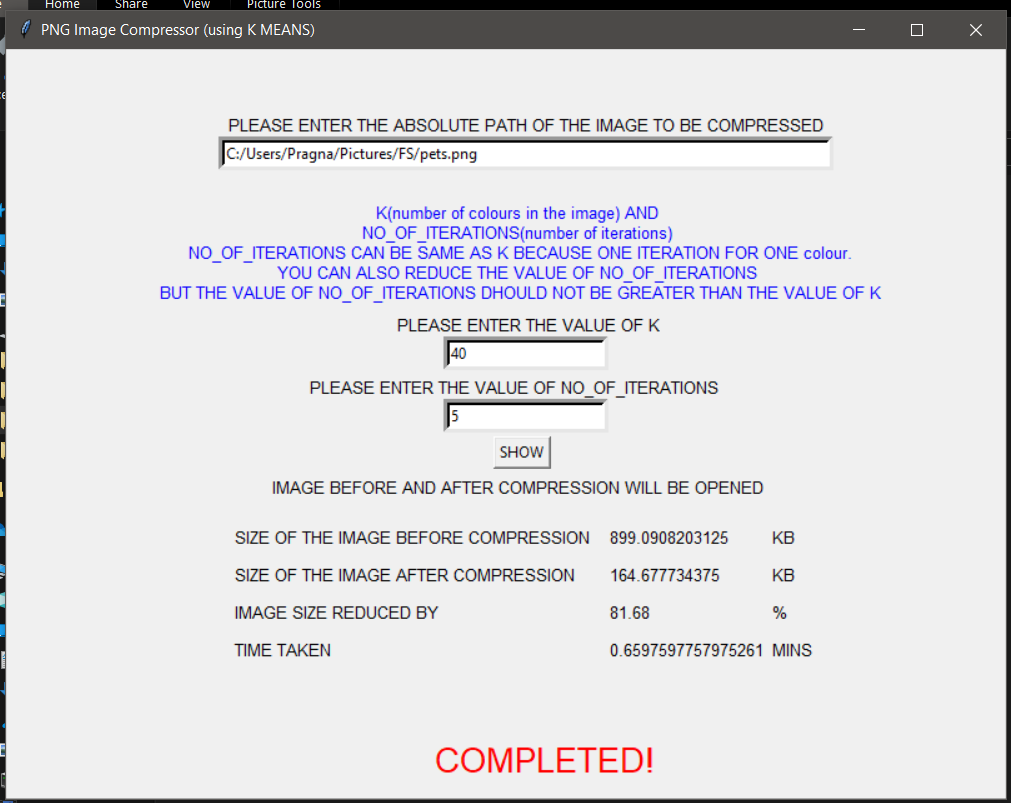 Home Share View Picture Tools
PNG Image Compressor (using K MEANS)
PLEASE ENTER THE ABSOLUTE PATH OF THE IMAGE TO BE COMPRESSED
C:/Users/Pragna/Pictures/FS/pets.png
K(number of colours in the image) AND
NO_OF_ITERATIONS(number of iterations)
NO_OF_ITERATIONS CAN BE SAME AS K BECAUSE ONE ITERATION FOR ONE colour.
YOU CAN ALSO REDUCE THE VALUE OF NO_OF_ITERATIONS
BUT THE VALUE OF NO_OF_ITERATIONS DHOULD NOT BE GREATER THAN THE VALUE OF K
PLEASE ENTER THE VALUE OF K
40
PLEASE ENTER THE VALUE OF NO_OF_ITERATIONS
5
SHOW
IMAGE BEFORE AND AFTER COMPRESSION WILL BE OPENED
SIZE OF THE IMAGE BEFORE COMPRESSION 899.0908203125 KB
SIZE OF THE IMAGE AFTER COMPRESSION 164.677734375 KB
IMAGE SIZE REDUCED BY 81.68 %
TIME TAKEN 0.6597597757975261 MINS
COMPLETED!